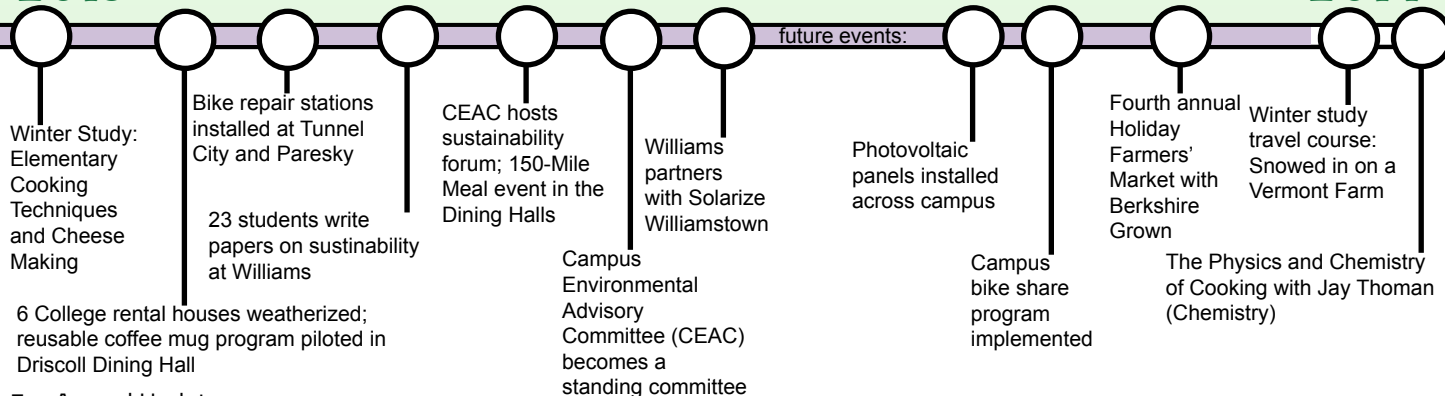 future events:
Winter Study:
Elementary
Cooking
Techniques
and Cheese
Making
6 College rental houses weatherized;
reusable coffee mug program piloted in
Driscoll Dining Hall
Bike repair stations
installed at Tunnel
City and Paresky
23 students write
papers on sustinability
at Williams
CEAC hosts
sustainability
forum; 150-Mile
Meal event in the
Dining Halls
Campus
Environmental
Advisory
Committee (CEAC)
becomes a
standing committee
Williams
partners
with Solarize
Williamstown
Photovoltaic
panels installed
across campus
Campus
bike share
program
implemented
Fourth annual
Holiday
Farmers’
Market with
Berkshire
Grown
Winter study
travel course:
Snowed in on a
Vermont Farm
The Physics and Chemistry
of Cooking with Jay Thoman
(Chemistry)